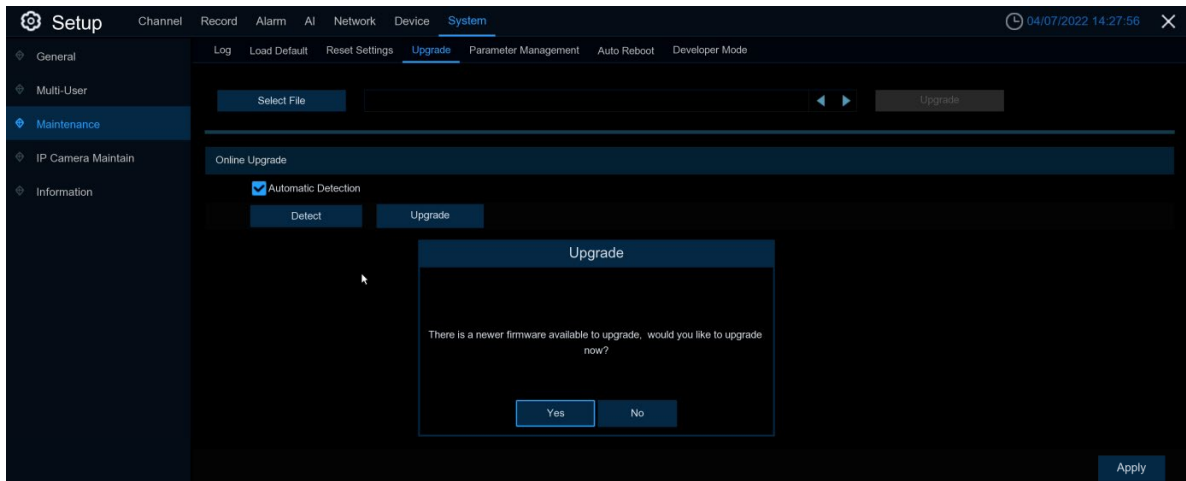 Setup Channel Record Alarm AI Network Device System 04/07/2022 14:27:56
General
Multi-User
Maintenance
IP Camera Maintain
Information
Log Load Default Reset Settings Upgrade Parameter Management Auto Reboot Developer Mode
Select File Upgrade
Online Upgrade
Automatic Detection
Detect Upgrade
Upgrade
There is a newer firmware available to upgrade, would you like to upgrade
now?
Yes No
Apply